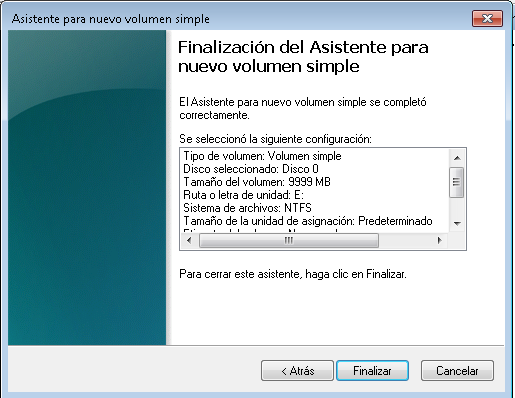 Asistente para nuevo volumen simple
Finalización del Asistente para
nuevo volumen simple
El Asistente para nuevo volumen simple se completó
correctamente.
Se seleccionó la siguiente configuración:
Tipo de volumen: Volumen simple
Disco seleccionado: Disco 0
Tamaño del volumen: 9999 MB
Ruta o letra de unidad: E:
Sistema de archivos: NTFS
Tamaño de la unidad de asignación: Predeterminado
Para cerrar este asistente, haga clic en Finalizar.
< Atrás
Finalizar
Cancelar